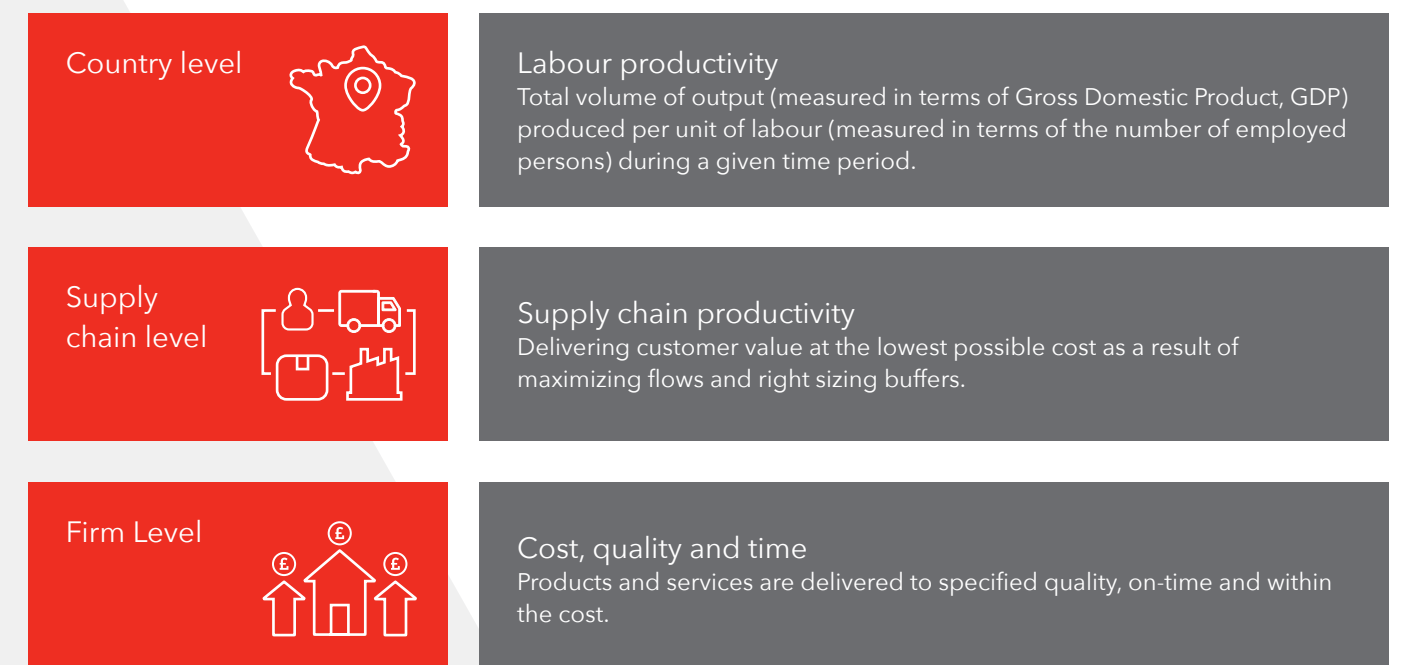 Country level
Labour productivity
Total volume of output (measured in terms of Gross Domestic Product, GDP)
produced per unit of labour (measured in terms of the number of employed
persons) during a given time period.
Supply
chain level
Supply chain productivity
Delivering customer value at the lowest possible cost as a result of
maximizing flows and right sizing buffers.
Firm Level
£
£
£
Cost, quality and time
Products and services are delivered to specified quality, on-time and within
the cost.